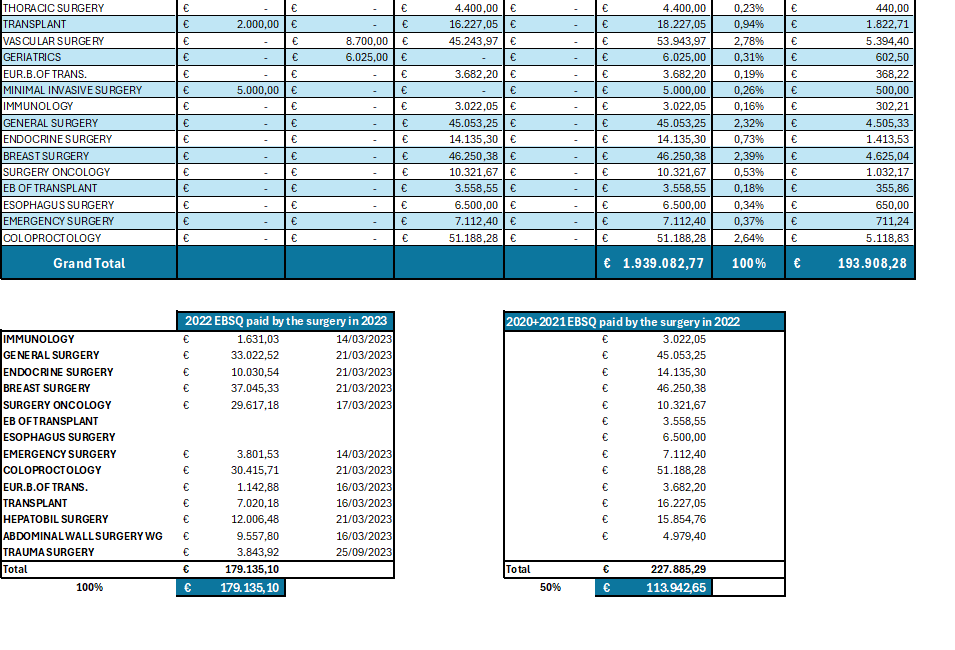 THORACIC SURGERY € - € - € 4.400,00 € - € 4.400,00 0,23% € 440,00
TRANSPLANT € 2.000,00 € - € 16.227,05 € - € 18.227,05 0,94% € 1.822,71
VASCULAR SURGERY € - € 8.700,00 € 45.243,97 € - € 53.943,97 2,78% € 5.394,40
GERIATRICS € - € 6.025,00 € - € - € 6.025,00 0,31% € 602,50
EUR.B.OF TRANS. € - € - € 3.682,20 € - € 3.682,20 0,19% € 368,22
MINIMAL INVASIVE SURGERY € 5.000,00 € - € - € - € 5.000,00 0,26% € 500,00
IMMUNOLOGY € - € - € 3.022,05 € - € 3.022,05 0,16% € 302,21
GENERAL SURGERY € - € - € 45.053,25 € - € 45.053,25 2,32% € 4.505,33
ENDOCRINE SURGERY € - € - € 14.135,30 € - € 14.135,30 0,73% € 1.413,53
BREAST SURGERY € - € - € 46.250,38 € - € 46.250,38 2,39% € 4.625,04
SURGERY ONCOLOGY € - € - € 10.321,67 € - € 10.321,67 0,53% € 1.032,17
EB OF TRANSPLANT € - € - € 3.558,55 € - € 3.558,55 0,18% € 355,86
ESOPHAGUS SURGERY € - € - € 6.500,00 € - € 6.500,00 0,34% € 650,00
EMERGENCY SURGERY € - € - € 7.112,40 € - € 7.112,40 0,37% € 711,24
COLOPROCTOLOGY € - € - € 51.188,28 € - € 51.188,28 2,64% € 5.118,83
Grand Total € 1.939.082,77 100% € 193.908,28
2022 EBSQ paid by the surgery in 2023 2020+2021 EBSQ paid by the surgery in 2022
IMMUNOLOGY € 1.631,03 14/03/2023 € 3.022,05
GENERAL SURGERY € 33.022,52 21/03/2023 € 45.053,25
ENDOCRINE SURGERY € 10.030,54 21/03/2023 € 14.135,30
BREAST SURGERY € 37.045,33 21/03/2023 € 46.250,38
SURGERY ONCOLOGY € 29.617,18 17/03/2023 € 10.321,67
EB OF TRANSPLANT € 3.558,55
ESOPHAGUS SURGERY € 6.500,00
EMERGENCY SURGERY € 3.801,53 14/03/2023 € 7.112,40
COLOPROCTOLOGY € 30.415,71 21/03/2023 € 51.188,28
EUR.B.OF TRANS. € 1.142,88 16/03/2023 € 3.682,20
TRANSPLANT € 7.020,18 16/03/2023 € 16.227,05
HEPATOBIL SURGERY € 12.006,48 21/03/2023 € 15.854,76
ABDOMINAL WALL SURGERY WG € 9.557,80 16/03/2023 € 4.979,40
TRAUMA SURGERY € 3.843,92 25/09/2023
Total € 179.135,10 Total € 227.885,29
100% € 179.135,10 50% € 113.942,65